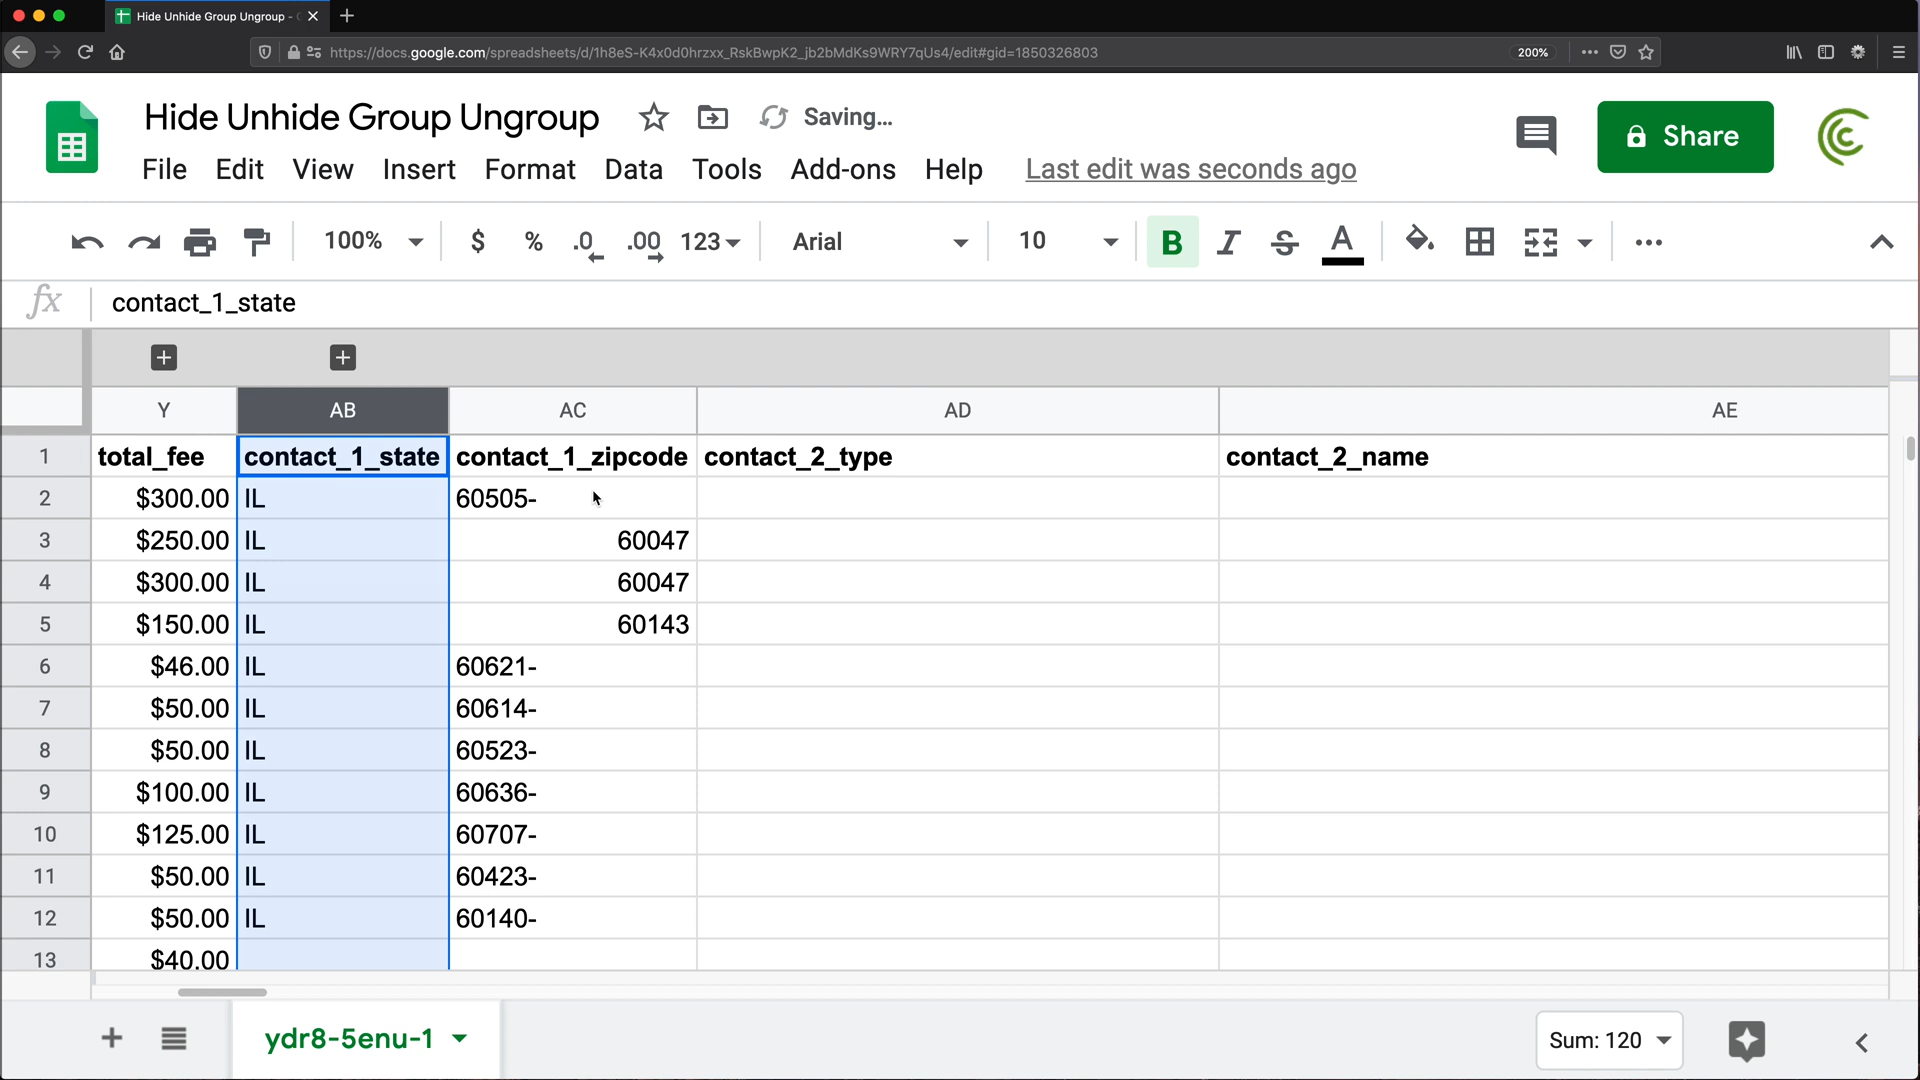 Hide Unhide Group Ungroup -
https://docs.google.com/spreadsheets/d/1h8eS-K4x0d0hrzxx_RskBwpK2_jb2bMdKs9WRY7qUs4/edit#gid=1850326803 200%
Hide Unhide Group Ungroup Saving...
Share
File Edit View Insert Format Data Tools Add-ons Help Last edit was seconds ago
100% $ % .0 .00 123 Arial 10 B I S A
fx contact_1_state
Y AB AC AD AE
1 total_fee contact_1_state contact_1_zipcode contact_2_type contact_2_name
2 $300.00 IL 60505-
3 $250.00 IL 60047
4 $300.00 IL 60047
5 $150.00 IL 60143
6 $46.00 IL 60621-
7 $50.00 IL 60614-
8 $50.00 IL 60523-
9 $100.00 IL 60636-
10 $125.00 IL 60707-
11 $50.00 IL 60423-
12 $50.00 IL 60140-
13 $40.00
ydr8-5enu-1 Sum: 120